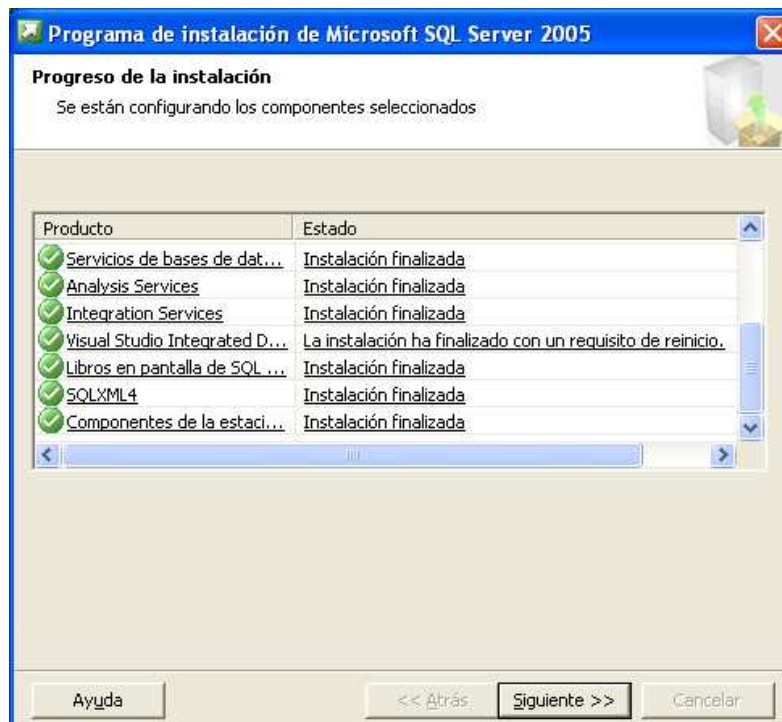 Programa de instalación de Microsoft SQL Server 2005
Progreso de la instalación
Se están configurando los componentes seleccionados
Producto Estado
Servicios de bases de dat... Instalación finalizada
Analysis Services Instalación finalizada
Integration Services Instalación finalizada
Visual Studio Integrated D... La instalación ha finalizado con un requisito de reinicio.
Libros en pantalla de SQL ... Instalación finalizada
SQLXML4 Instalación finalizada
Componentes de la estaci... Instalación finalizada
Ayuda << Atrás Siguiente >> Cancelar